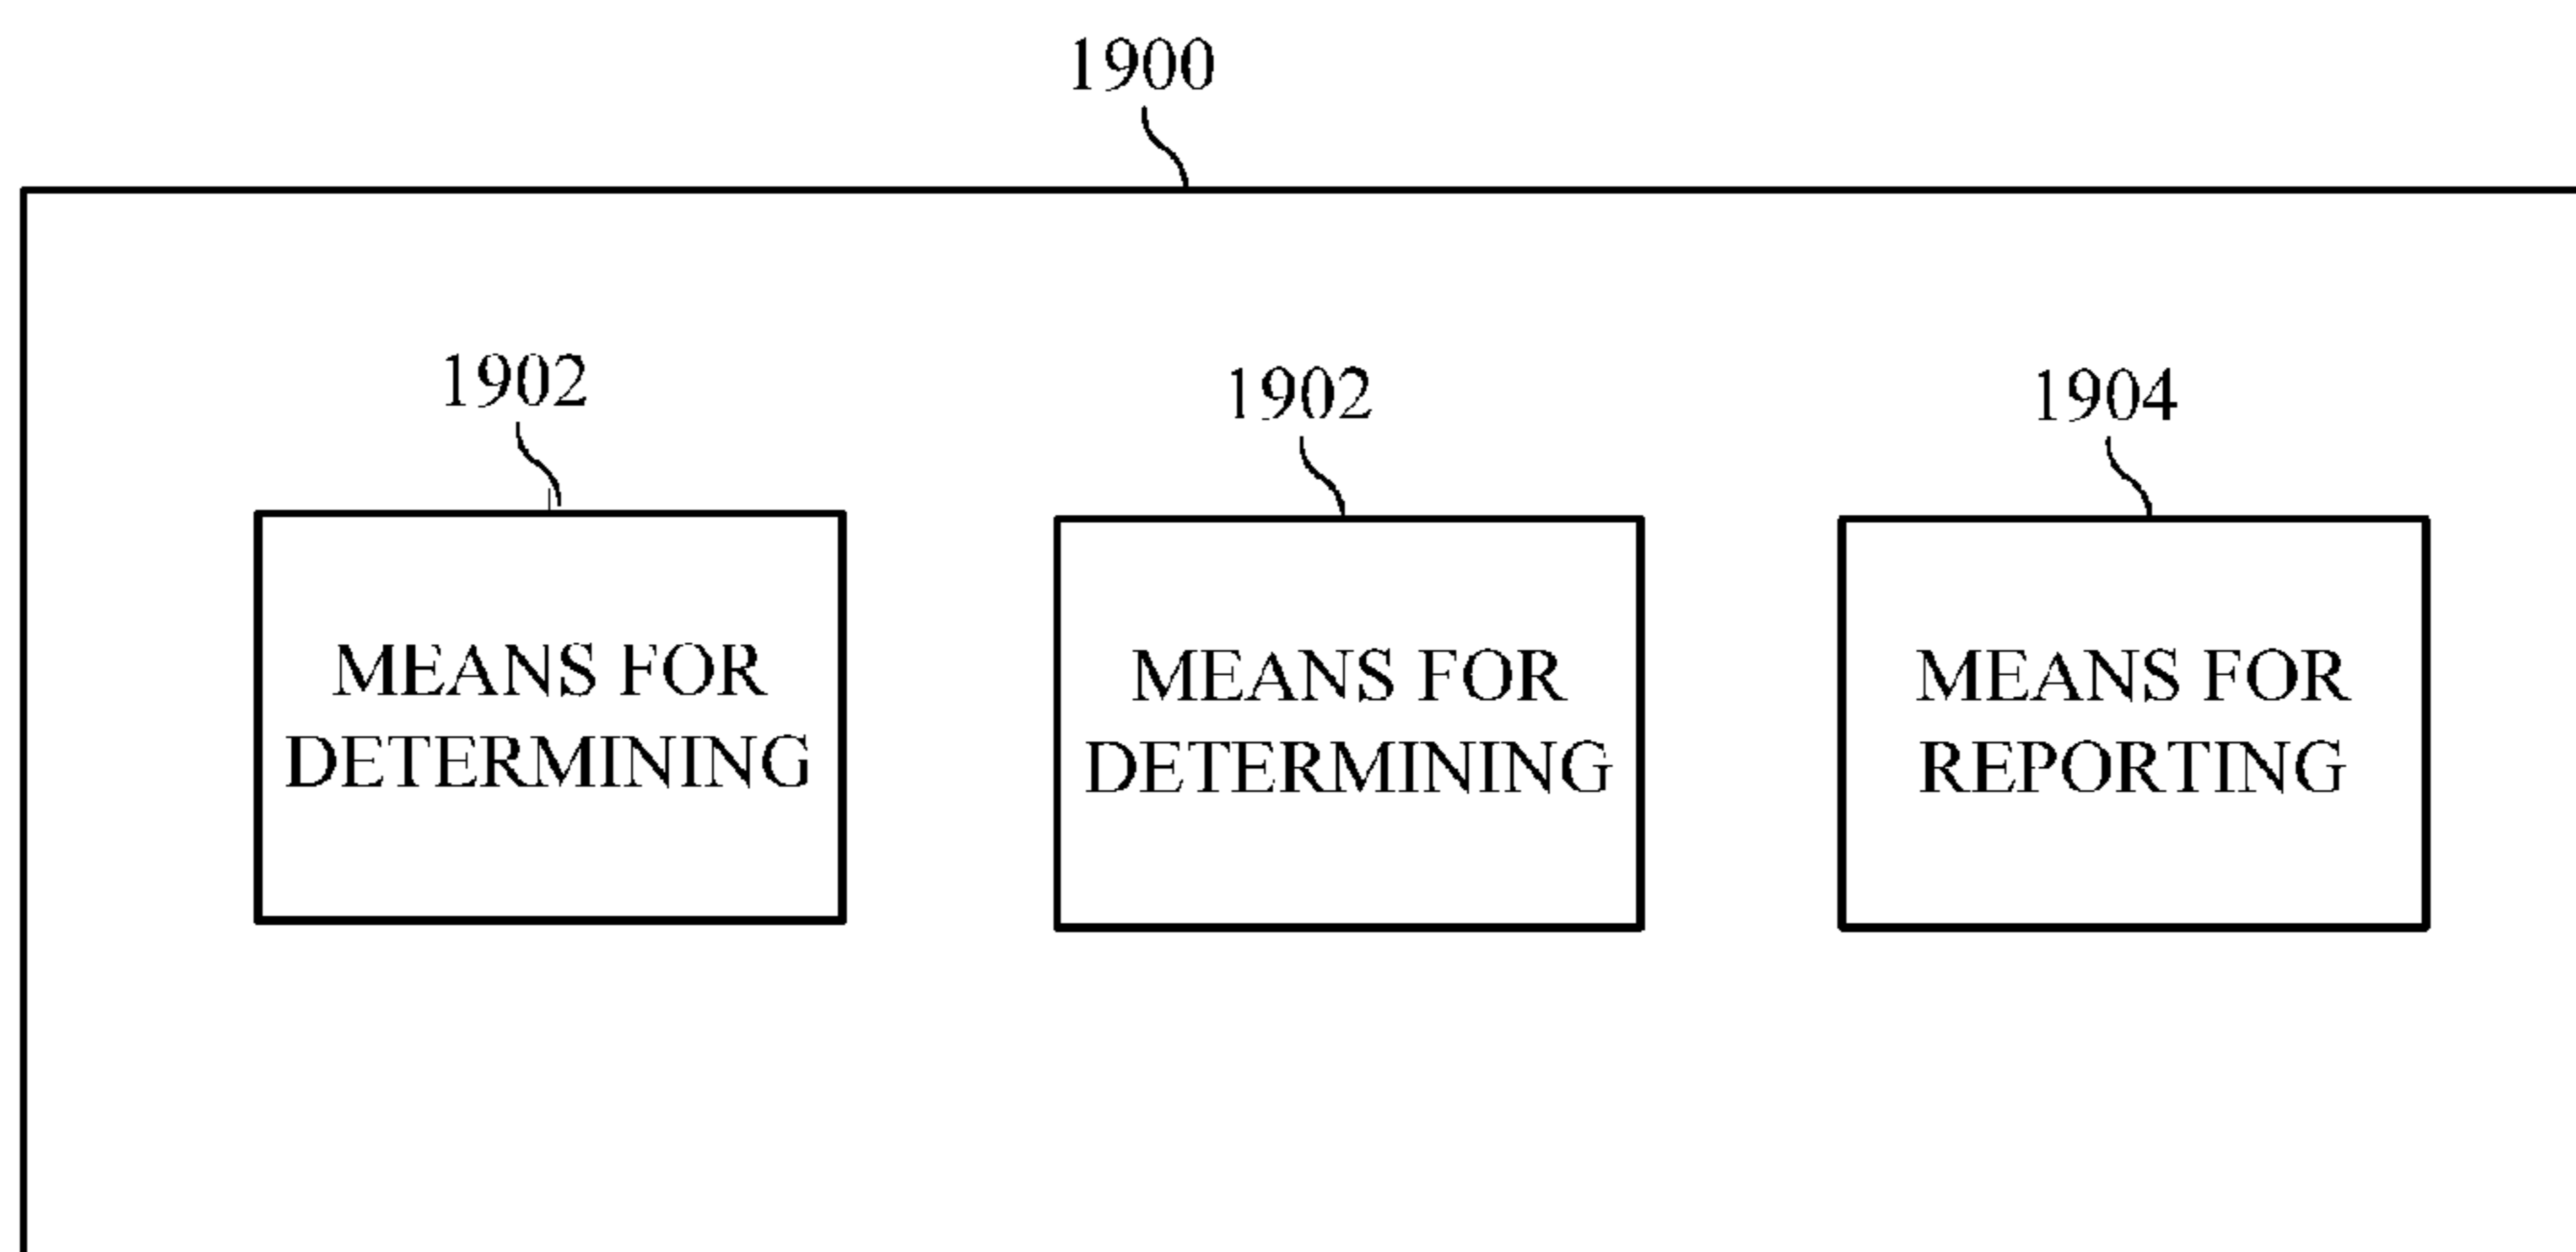 1900
1902
MEANS FOR
DETERMINING
1902
MEANS FOR
DETERMINING
1904
MEANS FOR
REPORTING